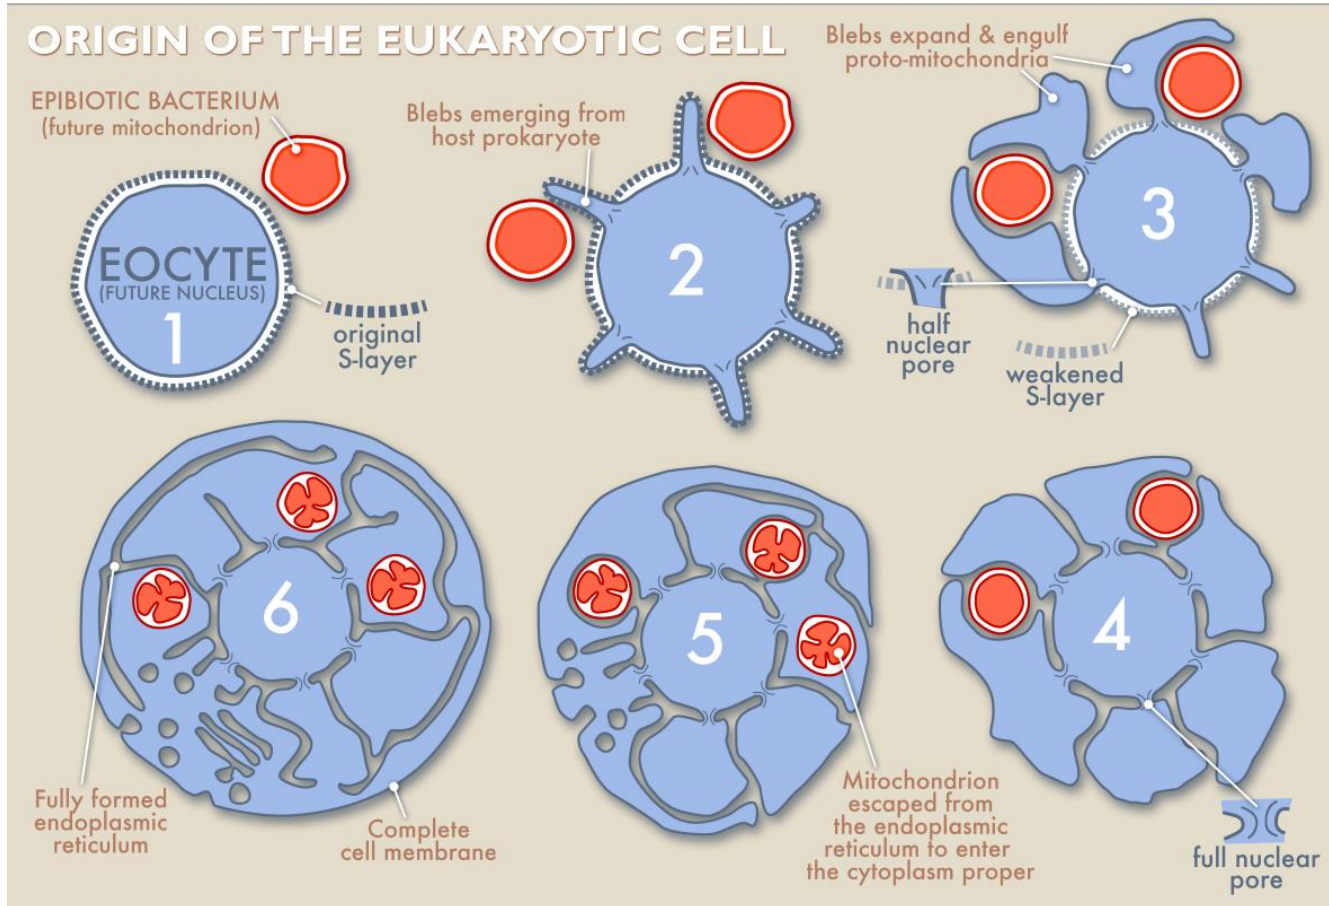 ORIGIN OF THE EUKARYOTIC CELL
EPIBIOTIC BACTERIUM
(future mitochondrion)
EOCYTE
(FUTURE NUCLEUS)
1
original
S-layer
Blebs emerging from
host prokaryote
2
Blebs expand & engulf
proto-mitochondria
3
half
nuclear
pore
weakened
S-layer
4
full nuclear
pore
5
Mitochondrion
escaped from
the endoplasmic
reticulum to enter
the cytoplasm proper
6
Fully formed
endoplasmic
reticulum
Complete
cell membrane